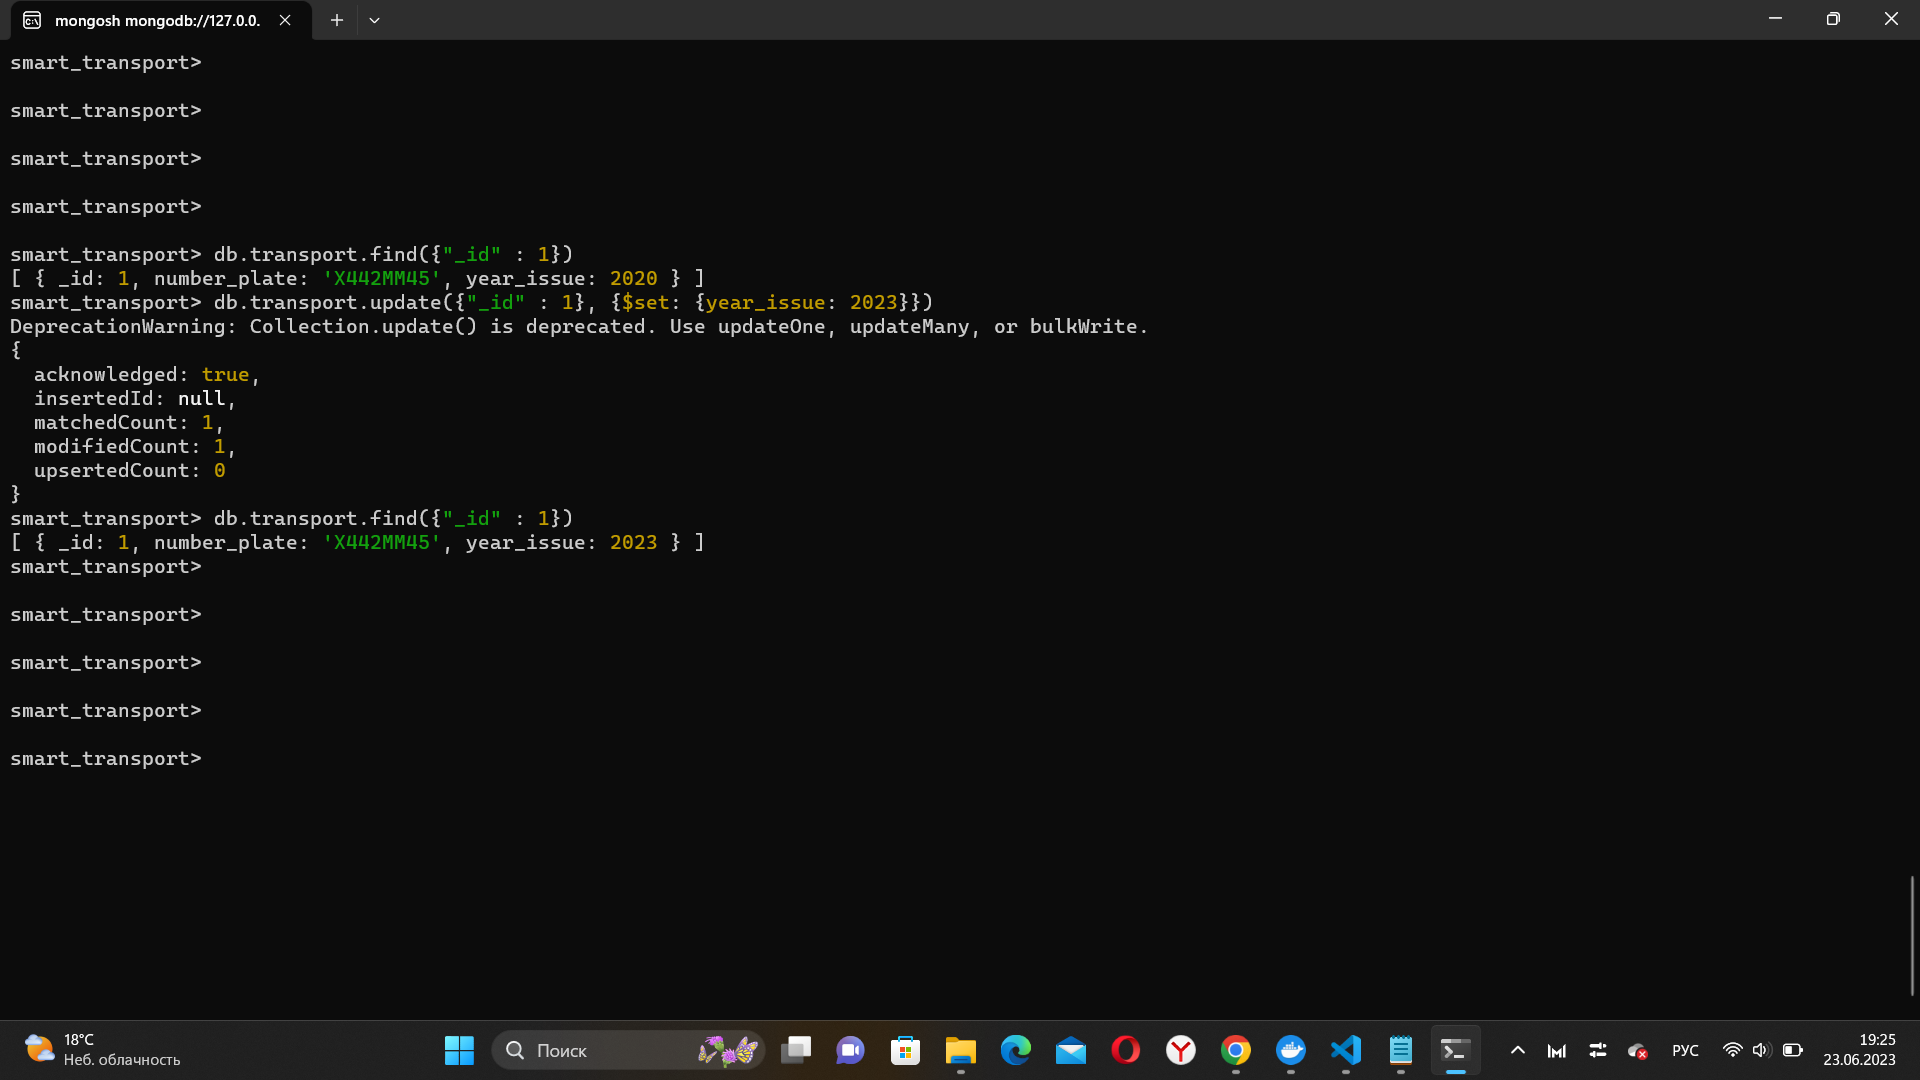 mongosh mongodb://127.0.0.
smart_transport>
smart_transport>
smart_transport>
smart_transport>
smart_transport> db.transport.find({"_id" : 1})
[ { _id: 1, number_plate: 'X442MM45', year_issue: 2020 } ]
smart_transport> db.transport.update({"_id" : 1}, {$set: {year_issue: 2023}})
DeprecationWarning: Collection.update() is deprecated. Use updateOne, updateMany, or bulkWrite.
{
  acknowledged: true,
  insertedId: null,
  matchedCount: 1,
  modifiedCount: 1,
  upsertedCount: 0
}
smart_transport> db.transport.find({"_id" : 1})
[ { _id: 1, number_plate: 'X442MM45', year_issue: 2023 } ]
smart_transport>
smart_transport>
smart_transport>
smart_transport>
smart_transport>
18°C
Неб. облачность
Поиск
РУС
19:25
23.06.2023